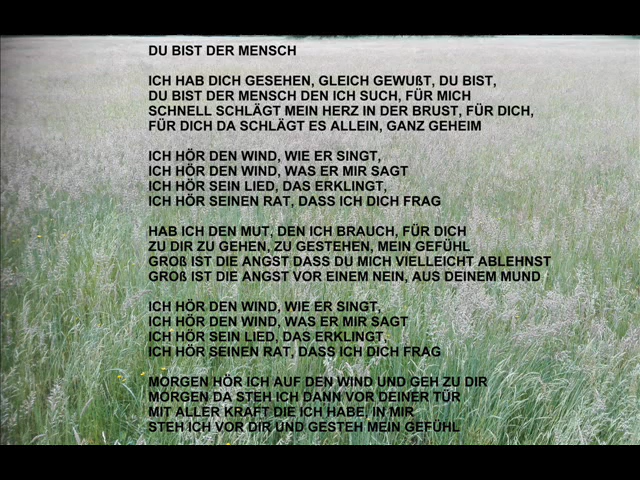 DU BIST DER MENSCH
ICH HAB DICH GESEHEN, GLEICH GEWUßT, DU BIST,
DU BIST DER MENSCH DEN ICH SUCH, FÜR MICH
SCHNELL SCHLÄGT MEIN HERZ IN DER BRUST, FÜR DICH,
FÜR DICH DA SCHLÄGT ES ALLEIN, GANZ GEHEIM
ICH HÖR DEN WIND, WIE ER SINGT,
ICH HÖR DEN WIND, WAS ER MIR SAGT
ICH HÖR SEIN LIED, DAS ERKLINGT,
ICH HÖR SEINEN RAT, DASS ICH DICH FRAG
HAB ICH DEN MUT, DEN ICH BRAUCH, FÜR DICH
ZU DIR ZU GEHEN, ZU GESTEHEN, MEIN GEFÜHL
GROß IST DIE ANGST DASS DU MICH VIELLEICHT ABLEHNST
GROß IST DIE ANGST VOR EINEM NEIN, AUS DEINEM MUND
ICH HÖR DEN WIND, WIE ER SINGT,
ICH HÖR DEN WIND, WAS ER MIR SAGT
ICH HÖR SEIN LIED, DAS ERKLINGT,
ICH HÖR SEINEN RAT, DASS ICH DICH FRAG
MORGEN HÖR ICH AUF DEN WIND UND GEH ZU DIR
MORGEN DA STEH ICH DANN VOR DEINER TÜR
MIT ALLER KRAFT DIE ICH HABE, IN MIR
STEH ICH VOR DIR UND GESTEH MEIN GEFÜHL